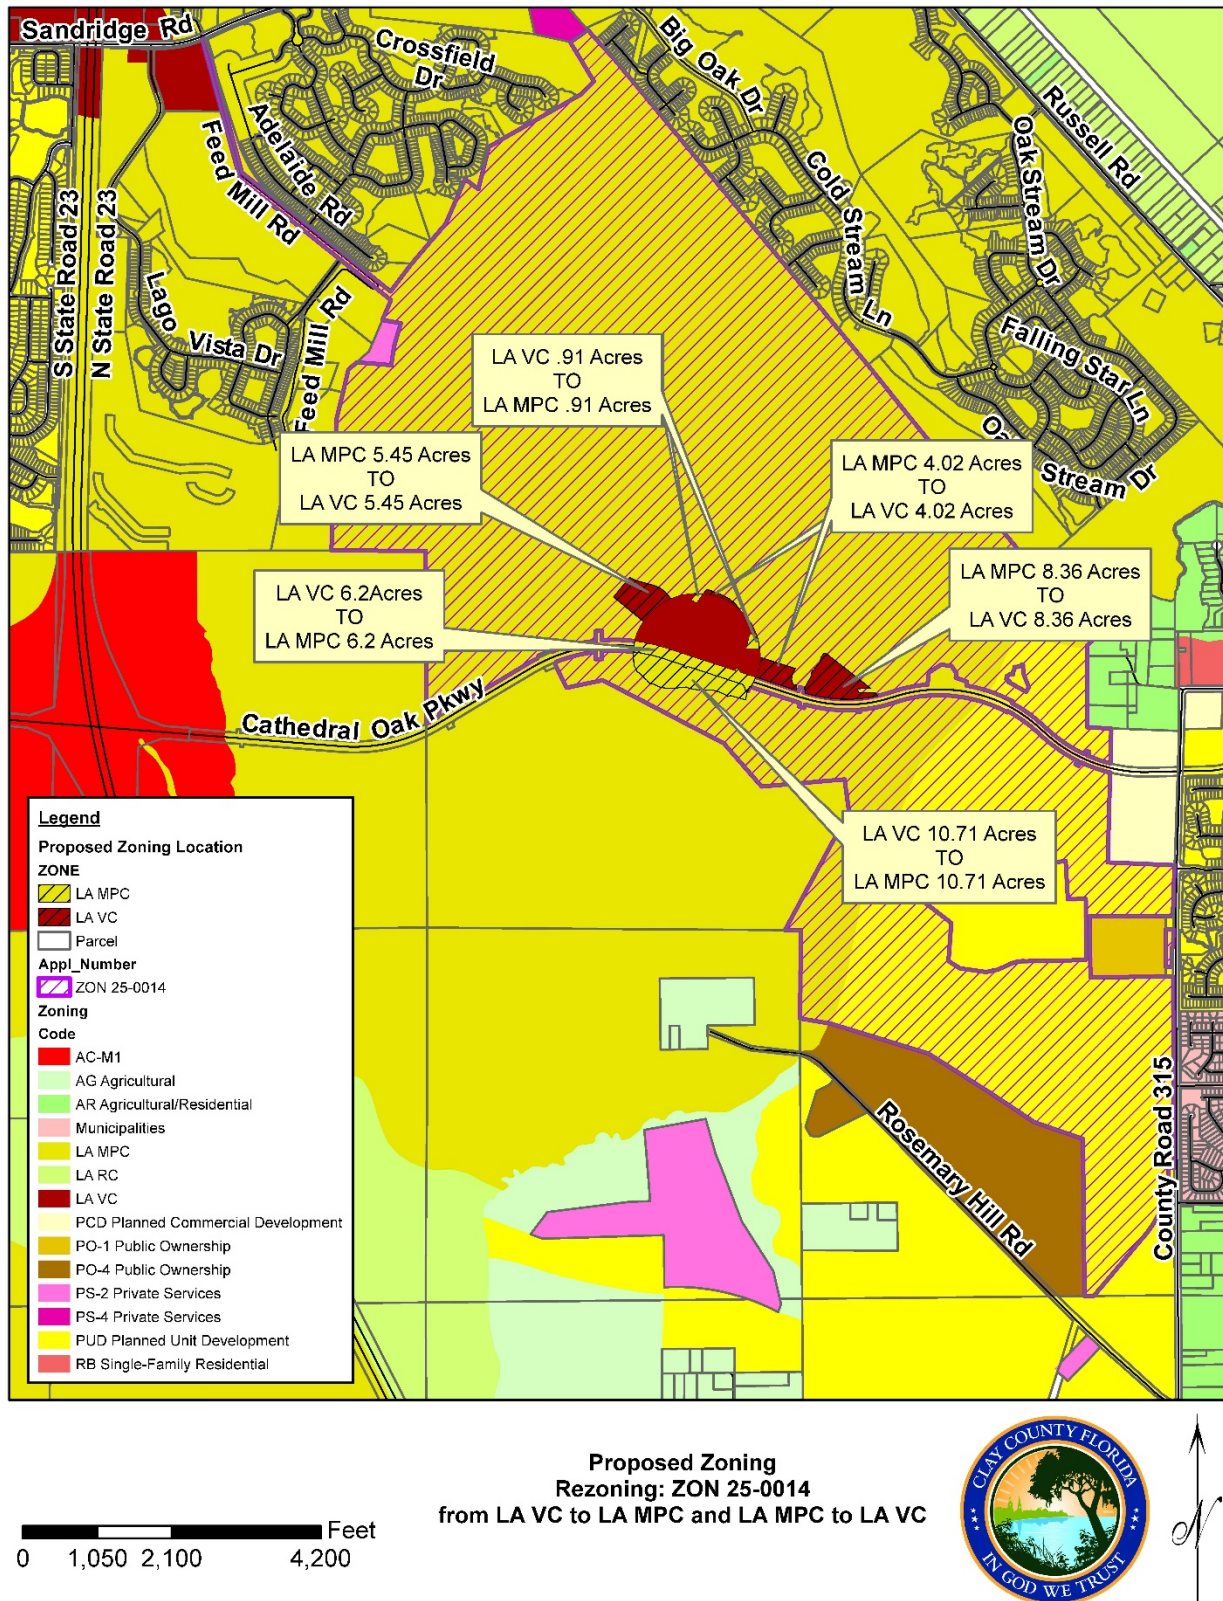 Sandridge Rd
Crossfield
Dr
Big Oak Dr
Russell Rd
Adelaide Rd
Feed Mill Rd
Cold Stream Ln
Oak Stream Dr
S State Road 23
N State Road 23
Lago Vista Dr
Feed Mill Rd
Falling Star Ln
Oak Stream Dr
LA VC .91 Acres
TO
LA MPC .91 Acres
LA MPC 5.45 Acres
TO
LA VC 5.45 Acres
LA MPC 4.02 Acres
TO
LA VC 4.02 Acres
LA VC 6.2Acres
TO
LA MPC 6.2 Acres
LA MPC 8.36 Acres
TO
LA VC 8.36 Acres
Cathedral Oak Pkwy
LA VC 10.71 Acres
TO
LA MPC 10.71 Acres
Rosemary Hill Rd
County Road 315
Legend
Proposed Zoning Location
ZONE
LA MPC
LA VC
Parcel
Appl_Number
ZON 25-0014
Zoning
Code
AC-M1
AG Agricultural
AR Agricultural/Residential
Municipalities
LA MPC
LA RC
LA VC
PCD Planned Commercial Development
PO-1 Public Ownership
PO-4 Public Ownership
PS-2 Private Services
PS-4 Private Services
PUD Planned Unit Development
RB Single-Family Residential
Proposed Zoning
Rezoning: ZON 25-0014
from LA VC to LA MPC and LA MPC to LA VC
Feet
0 1,050 2,100 4,200
CLAY COUNTY FLORIDA
IN GOD WE TRUST
N